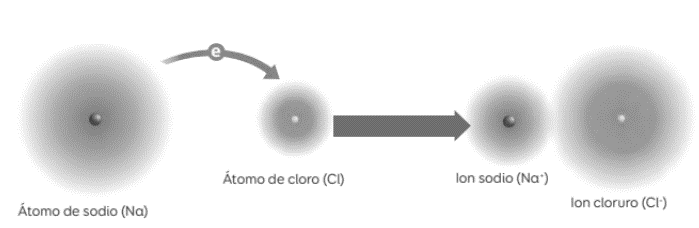 e
Átomo de sodio (Na)
Átomo de cloro (Cl)
Ion sodio (Na⁺)
Ion cloruro (Cl⁻)